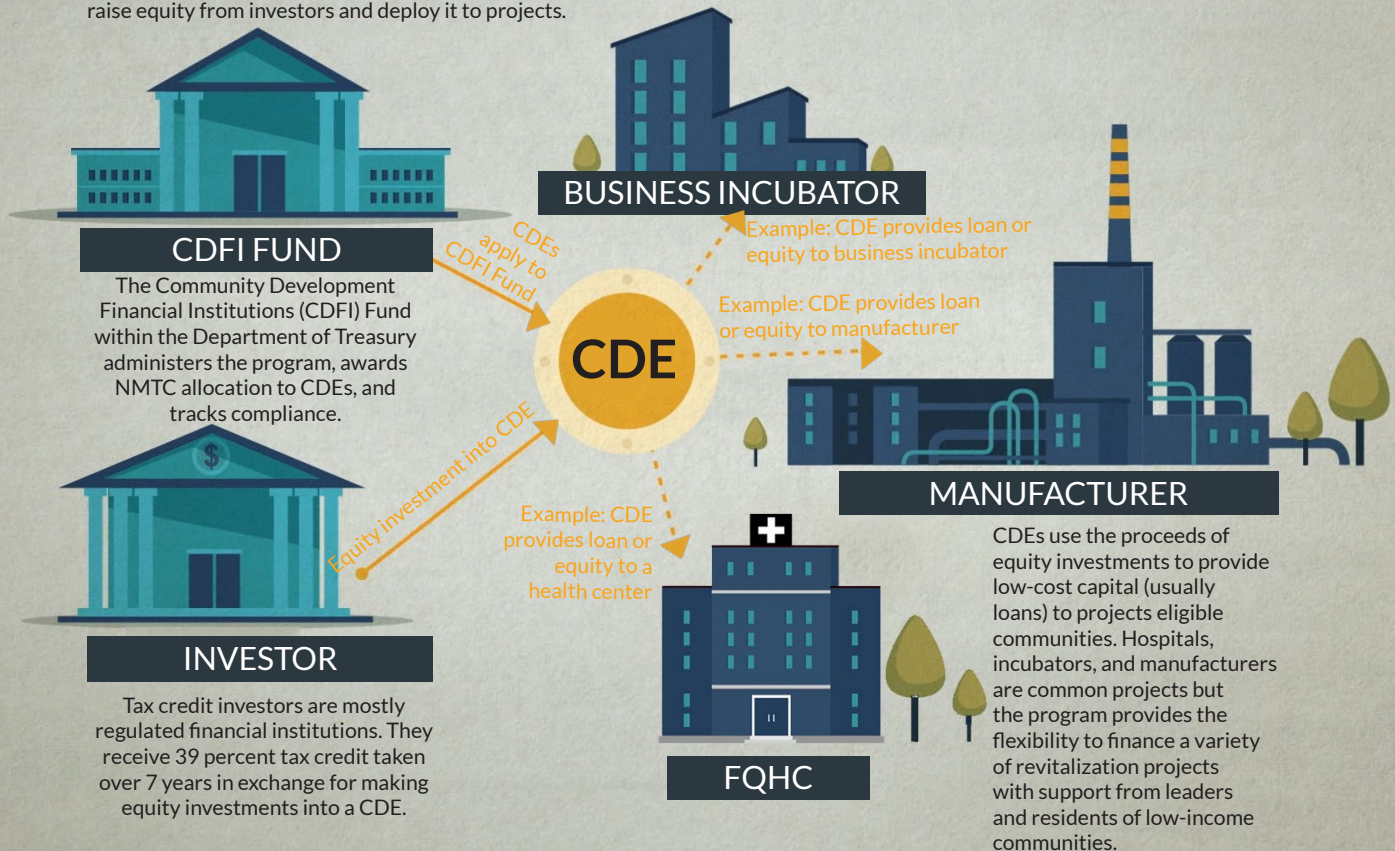 raise equity from investors and deploy it to projects.
BUSINESS INCUBATOR
CDFI FUND
The Community Development
Financial Institutions (CDFI) Fund
within the Department of Treasury
administers the program, awards
NMTC allocation to CDEs, and
tracks compliance.
CDEs
apply to
CDFI Fund
Example: CDE provides loan or
equity to business incubator
Example: CDE provides loan
or equity to manufacturer
CDE
Equity investment into CDE
$
Example: CDE
provides loan or
equity to a
health center
MANUFACTURER
CDEs use the proceeds of
equity investments to provide
low-cost capital (usually
loans) to projects eligible
communities. Hospitals,
incubators, and manufacturers
are common projects but
the program provides the
flexibility to finance a variety
of revitalization projects
with support from leaders
and residents of low-income
communities.
INVESTOR
Tax credit investors are mostly
regulated financial institutions. They
receive 39 percent tax credit taken
over 7 years in exchange for making
equity investments into a CDE.
FQHC